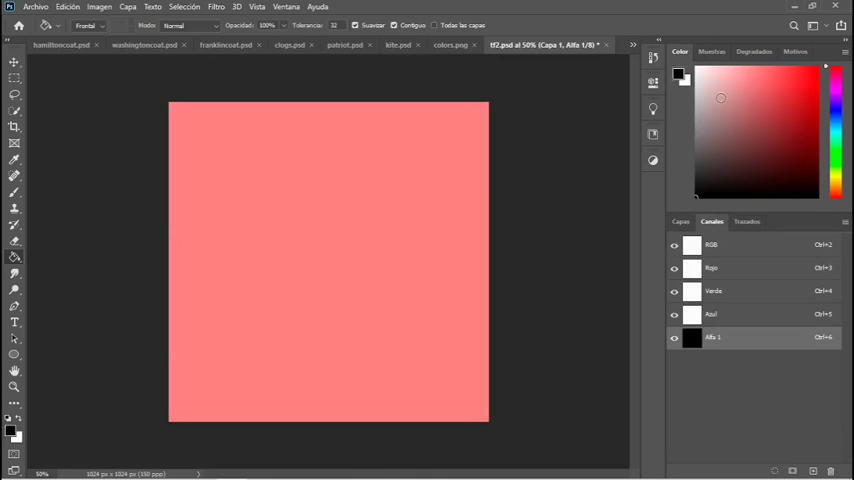 Ps Archivo Edición Imagen Capa Texto Selección Filtro 3D Vista Ventana Ayuda
Frontal Modo: Normal Opacidad: 100% Tolerancia: 32 Suavizar Contiguo Todas las capas
hamiltoncoat.psd × washingtoncoat.psd × franklincoat.psd × clogs.psd × patriot.psd × kite.psd × colors.png × tf2.psd al 50% (Capa 1, Alfa 1/8) * ×
Color Muestras Degradados Motivos
Capas Canales Trazados
RGB Ctrl+2
Rojo Ctrl+3
Verde Ctrl+4
Azul Ctrl+5
Alfa 1 Ctrl+6
50% 1024 px x 1024 px (150 ppp)